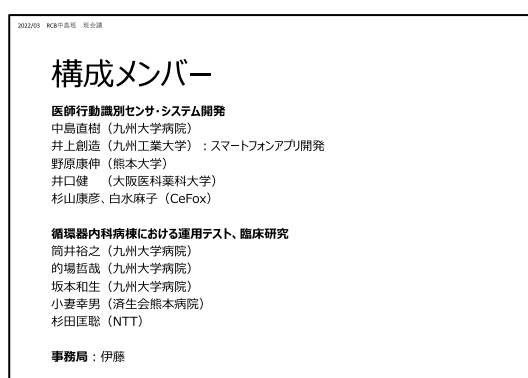 2022/03 RCB中島班 班会議
構成メンバー
医師行動識別センサ・システム開発
中島直樹（九州大学病院）
井上創造（九州工業大学）：スマートフォンアプリ開発
野原康伸（熊本大学）
井口健　（大阪医科薬科大学）
杉山康彦、白水麻子（CeFox）
循環器内科病棟における運用テスト、臨床研究
筒井裕之（九州大学病院）
的場哲哉（九州大学病院）
坂本和生（九州大学病院）
小妻幸男（済生会熊本病院）
杉田匡聡（NTT）
事務局：伊藤